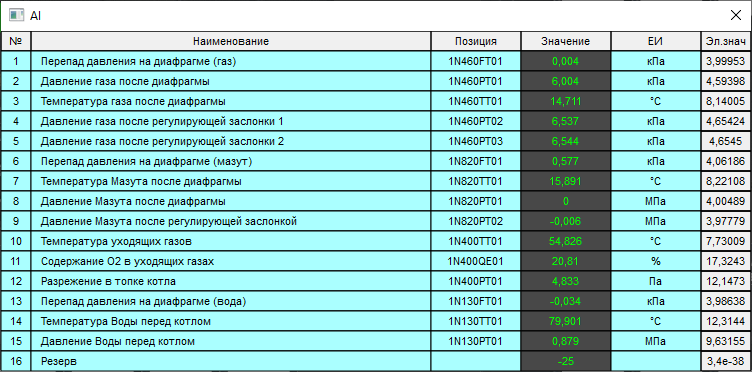 AI
№ Наименование Позиция Значение ЕИ Эл.знач
1 Перепад давления на диафрагме (газ) 1N460FT01 0,004 кПа 3,99953
2 Давление газа после диафрагмы 1N460PT01 6,004 кПа 4,59398
3 Температура газа после диафрагмы 1N460TT01 14,711 °C 8,14005
4 Давление газа после регулирующей заслонки 1 1N460PT02 6,537 кПа 4,65424
5 Давление газа после регулирующей заслонки 2 1N460PT03 6,544 кПа 4,6545
6 Перепад давления на диафрагме (мазут) 1N820FT01 0,577 кПа 4,06186
7 Температура Мазута после диафрагмы 1N820TT01 15,891 °C 8,22108
8 Давление Мазута после диафрагмы 1N820PT01 0 МПа 4,00489
9 Давление Мазута после регулирующей заслонкой 1N820PT02 -0,006 МПа 3,97779
10 Температура уходящих газов 1N400TT01 54,826 °C 7,73009
11 Содержание О2 в уходящих газах 1N400QE01 20,81 % 17,3243
12 Разрежение в топке котла 1N400PT01 4,833 Па 12,1473
13 Перепад давления на диафрагме (вода) 1N130FT01 -0,034 кПа 3,98638
14 Температура Воды перед котлом 1N130TT01 79,901 °C 12,3144
15 Давление Воды перед котлом 1N130PT01 0,879 МПа 9,63155
16 Резерв -25 3,4e-38